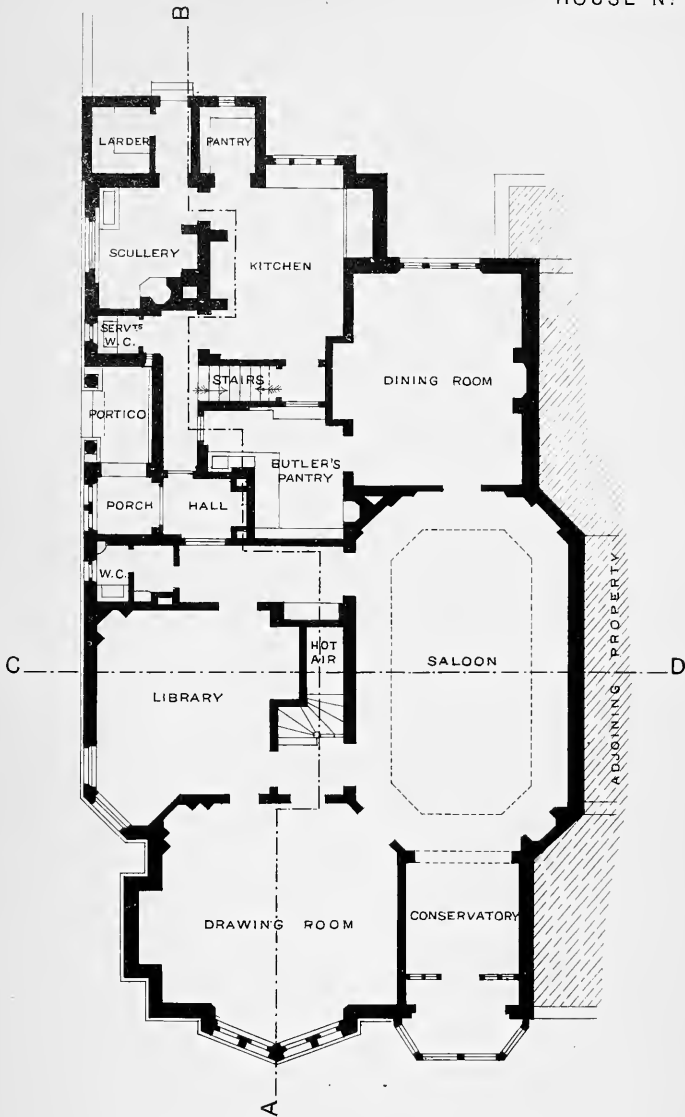 HOUSE N.
B
LARDER
PANTRY
SCULLERY
KITCHEN
SERVTS
W.C.
STAIRS
DINING ROOM
PORTICO
BUTLER'S
PANTRY
PORCH
HALL
W.C.
HOT
AIR
SALOON
C
D
LIBRARY
ADJOINING PROPERTY
DRAWING ROOM
CONSERVATORY
A